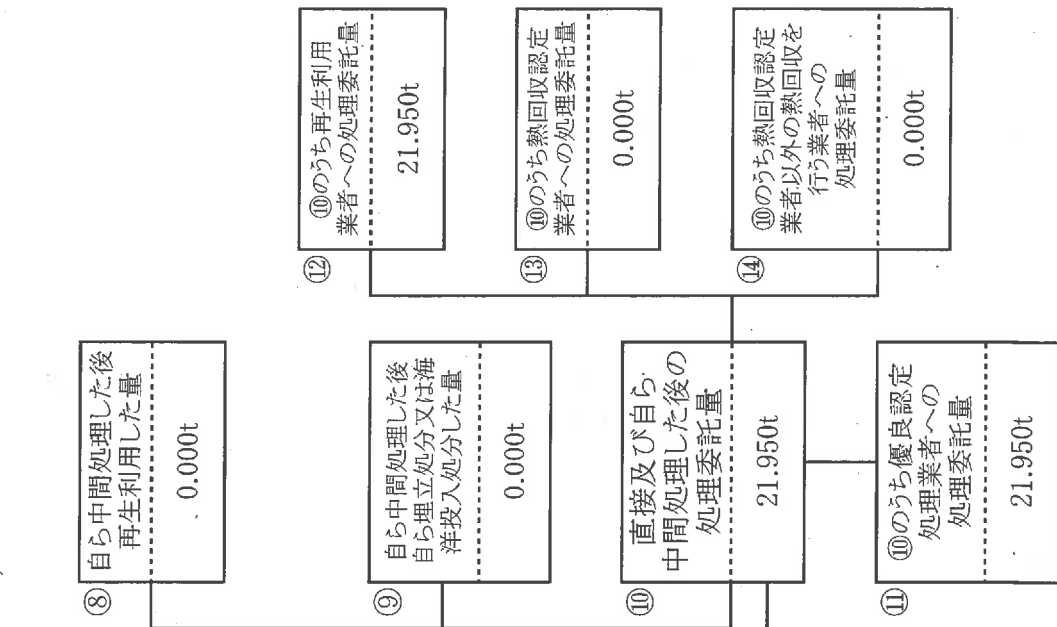 ⑧
自ら中間処理した後
再生利用した量
0.000t
⑨
自ら中間処理した後
自ら埋立処分又は海
洋投入処分した量
0.000t
⑩
直接及び自ら
中間処理した後の
処理委託量
21.950t
⑪
⑩のうち優良認定
処理業者への
処理委託量
21.950t
⑫
⑩のうち再生利用
業者への処理委託量
21.950t
⑬
⑩のうち熱回収認定
業者への処理委託量
0.000t
⑭
⑩のうち熱回収認定
業者以外の熱回収を
行う業者への
処理委託量
0.000t